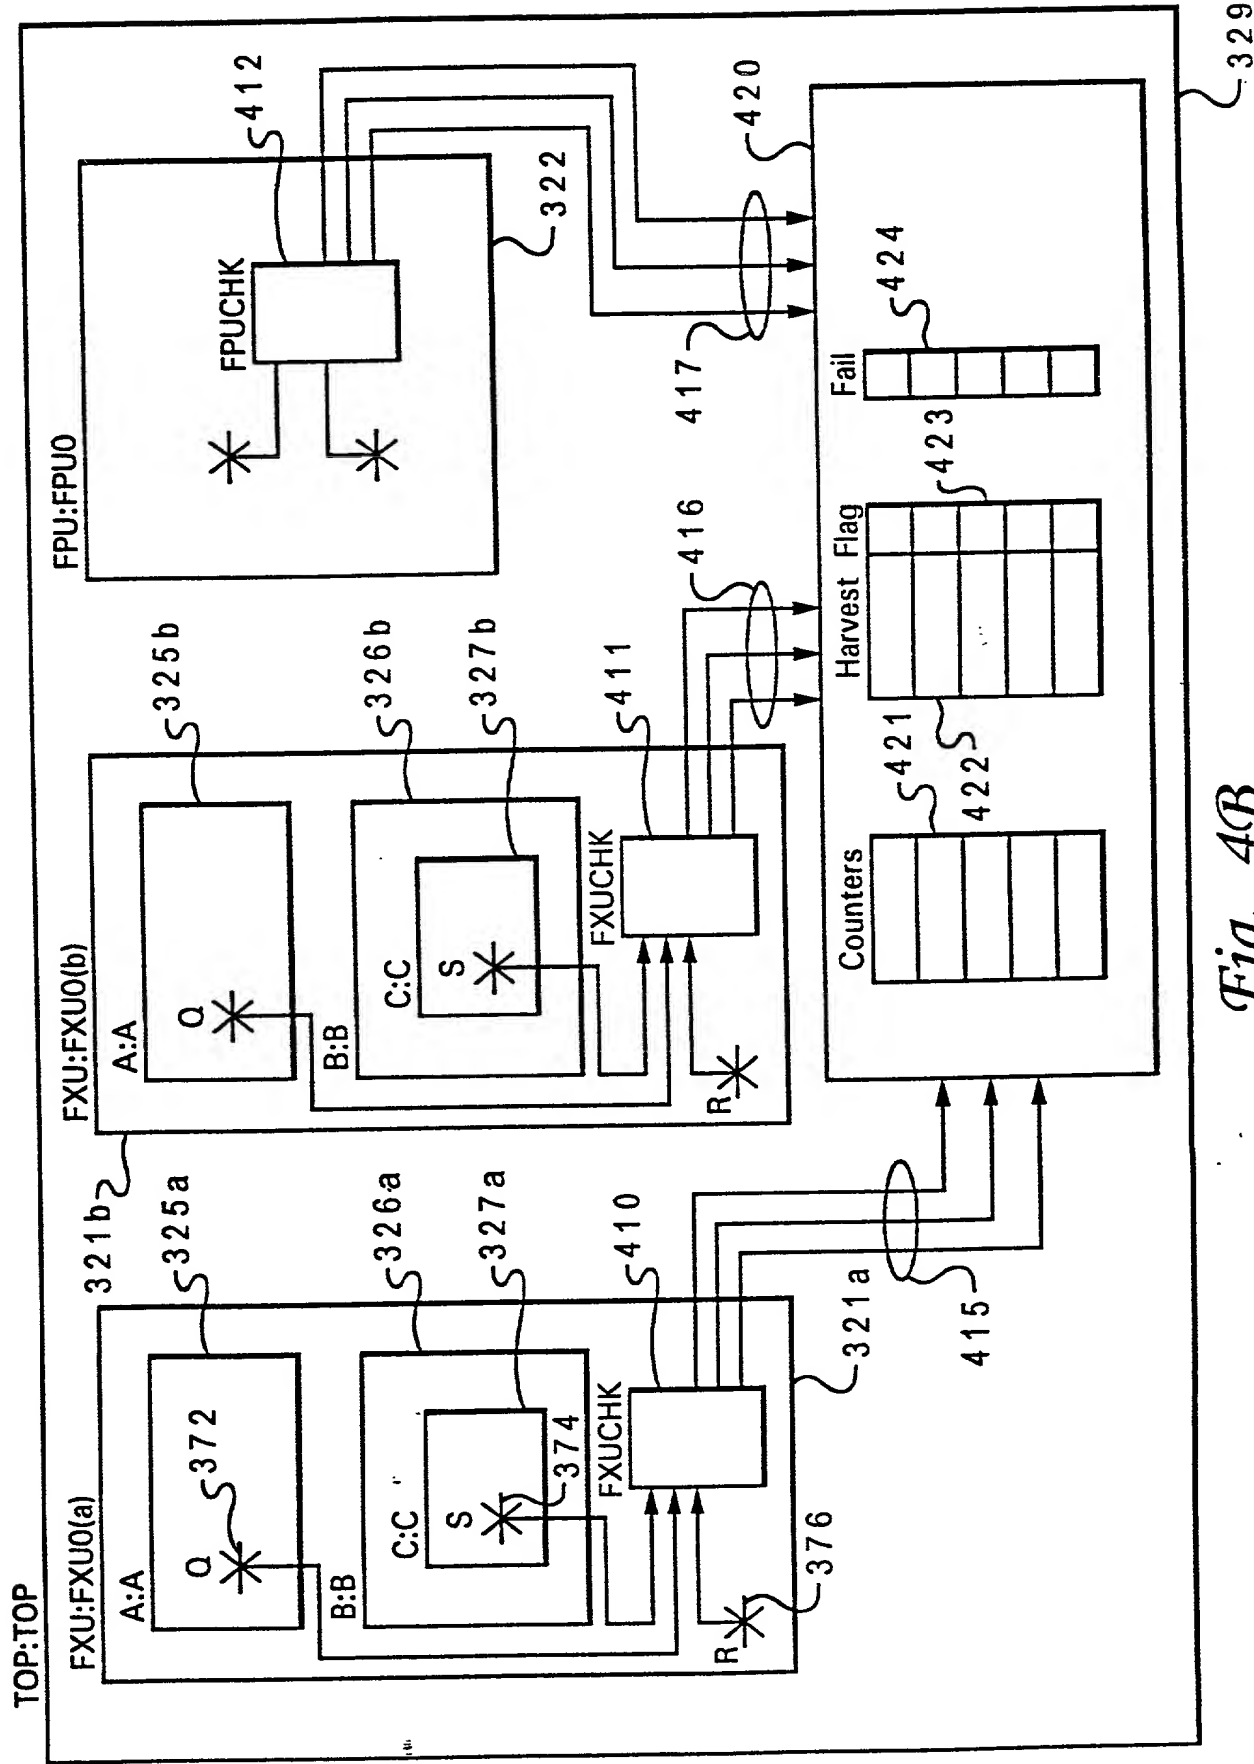 TOP:TOP
FXU:FXU0(a)
A:A
Q
372
325a
B:B
326a
C:C
S
374
327a
FXUCHK
410
R
376
321a
415
321b
FXU:FXU0(b)
A:A
Q
325b
B:B
326b
C:C
S
327b
FXUCHK
411
R
416
FPU:FPU0
FPUCHK
412
322
417
420
Counters
421
422
Harvest Flag
423
Fail
424
329
Fig. 4B